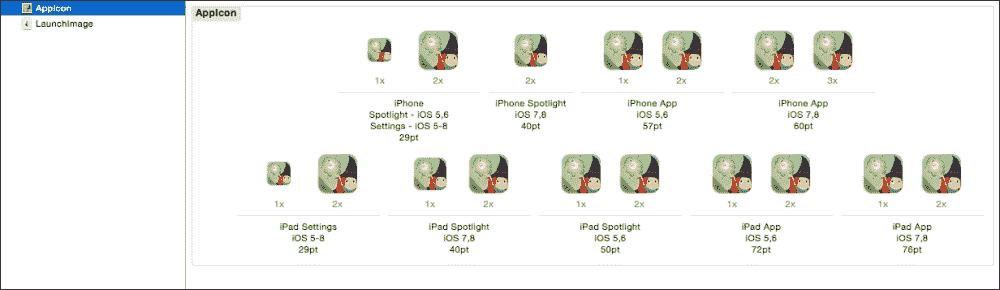 AppIcon
LaunchImage
AppIcon
1x 2x 2x 1x 2x 2x 3x
iPhone
Spotlight - iOS 5,6
Settings - iOS 5-8
29pt
iPhone Spotlight
iOS 7,8
40pt
iPhone App
iOS 5,6
57pt
iPhone App
iOS 7,8
60pt
1x 2x 1x 2x 1x 2x 1x 2x 1x 2x
iPad Settings
iOS 5-8
29pt
iPad Spotlight
iOS 7,8
40pt
iPad Spotlight
iOS 5,6
50pt
iPad App
iOS 5,6
72pt
iPad App
iOS 7,8
76pt